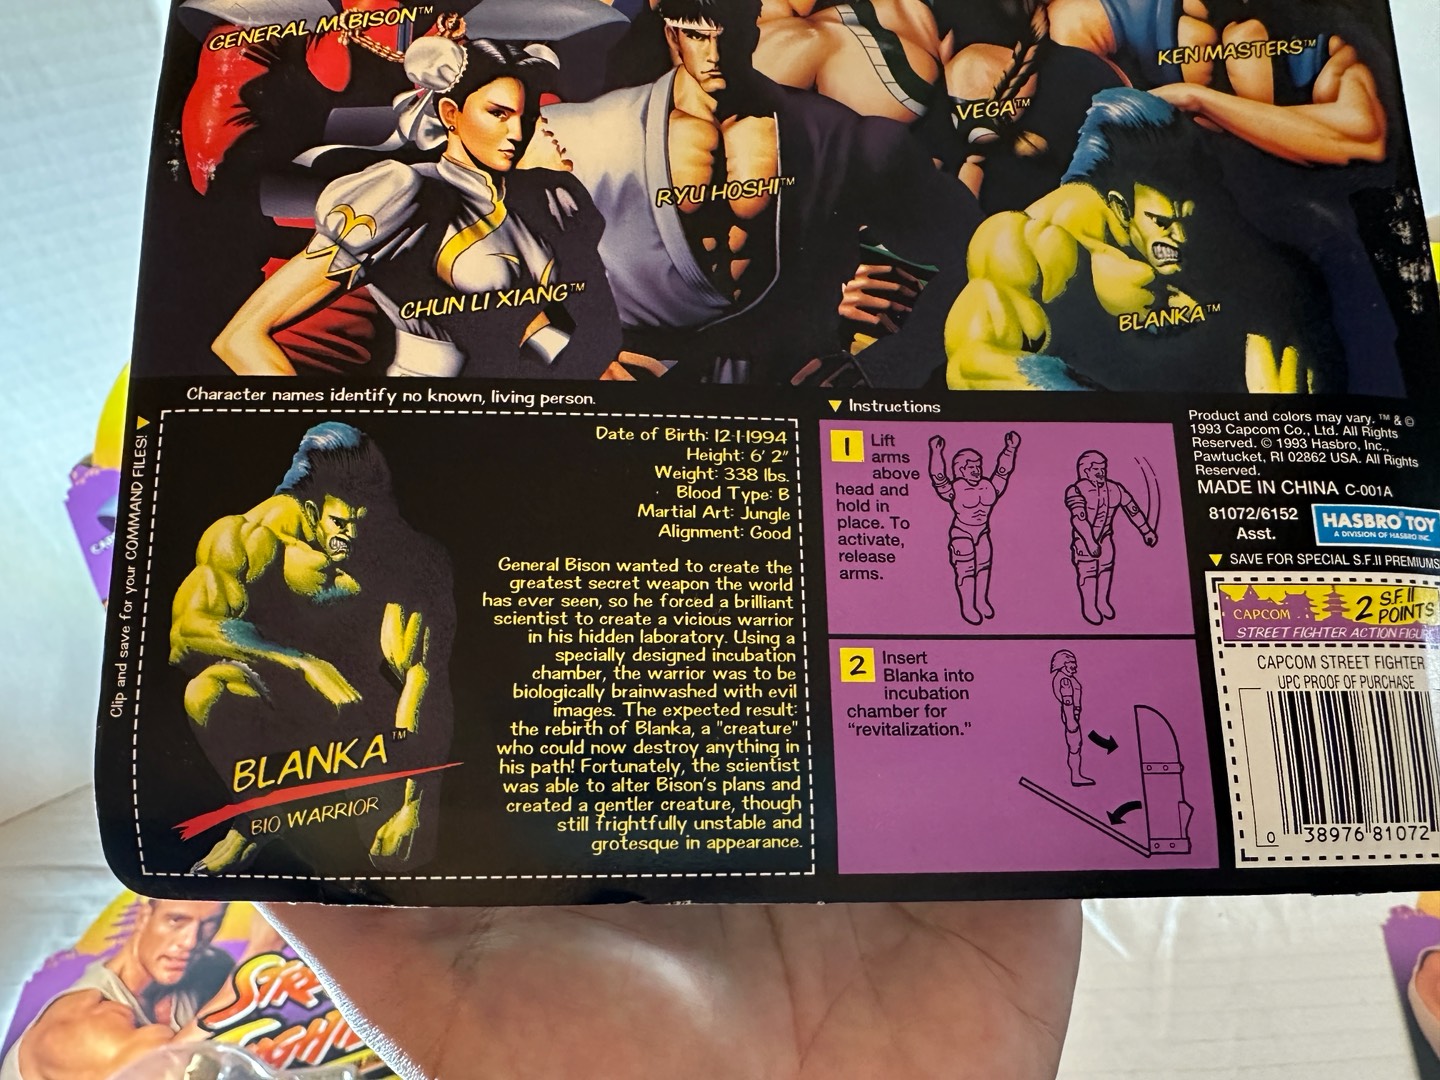 GENERAL M. BISON™
KEN MASTERS™
VEGA™
RYU HOSHI™
CHUN LI XIANG™
BLANKA™
Character names identify no known, living person.
Clip and save for your COMMAND FILES!
Date of Birth: 12-1-1994
Height: 6' 2"
Weight: 338 lbs.
Blood Type: B
Martial Art: Jungle
Alignment: Good
General Bison wanted to create the
greatest secret weapon the world
has ever seen, so he forced a brilliant
scientist to create a vicious warrior
in his hidden laboratory. Using a
specially designed incubation
chamber, the warrior was to be
biologically brainwashed with evil
images. The expected result:
the rebirth of Blanka, a "creature"
who could now destroy anything in
his path! Fortunately, the scientist
was able to alter Bison's plans and
created a gentler creature, though
still frightfully unstable and
grotesque in appearance.
BLANKA™
BIO WARRIOR
Instructions
1 Lift
arms
above
head and
hold in
place. To
activate,
release
arms.
2 Insert
Blanka into
incubation
chamber for
"revitalization."
Product and colors may vary. ™ & ©
1993 Capcom Co., Ltd. All Rights
Reserved. © 1993 Hasbro, Inc.,
Pawtucket, RI 02862 USA. All Rights
Reserved.
MADE IN CHINA C-001A
81072/6152
Asst.
HASBRO TOY
A DIVISION OF HASBRO INC.
SAVE FOR SPECIAL S.F.II PREMIUMS
CAPCOM
2 S.F. II
POINTS
STREET FIGHTER ACTION FIGU
CAPCOM STREET FIGHTER
UPC PROOF OF PURCHASE
0 38976 81072
STRE
FIGHT